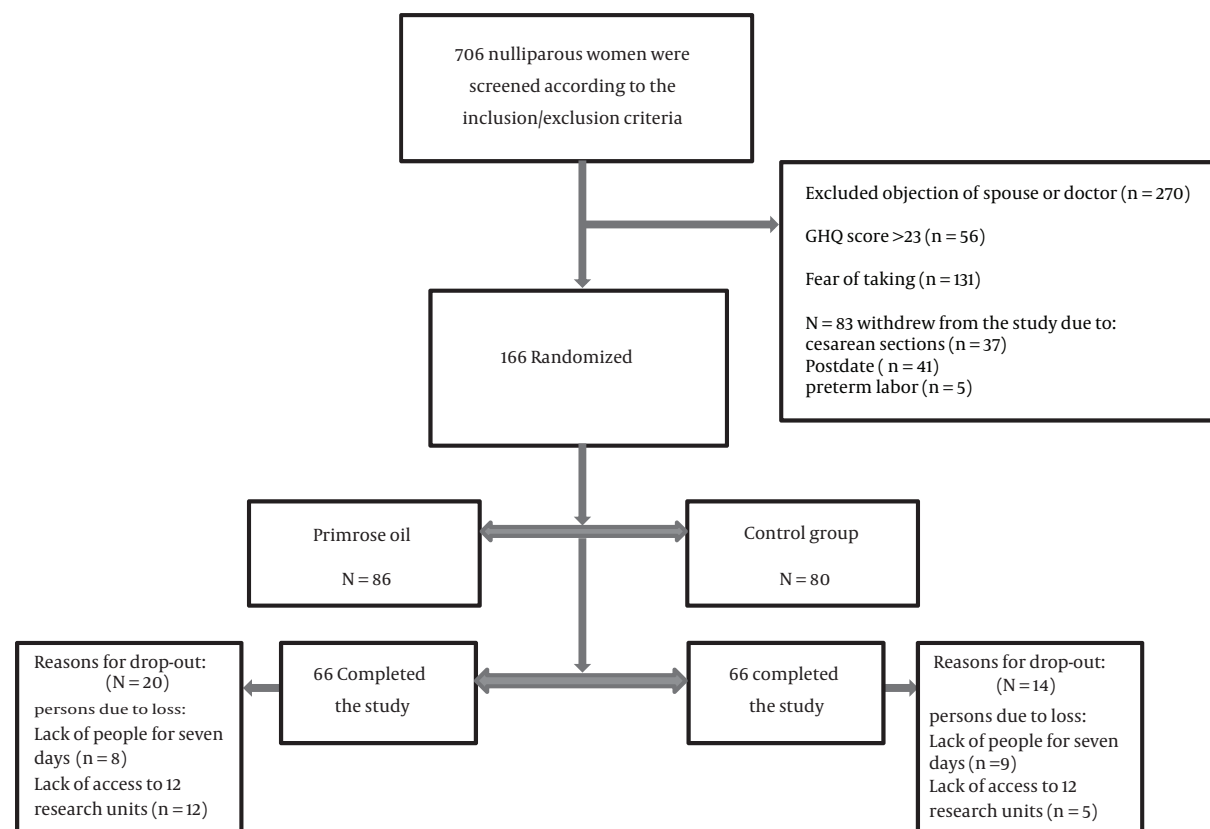 706 nulliparous women were
screened according to the
inclusion/exclusion criteria
Excluded objection of spouse or doctor (n = 270)
GHQ score >23 (n = 56)
Fear of taking (n = 131)
N = 83 withdrew from the study due to:
cesarean sections (n = 37)
Postdate ( n = 41)
preterm labor (n = 5)
166 Randomized
Primrose oil
N = 86
Control group
N = 80
Reasons for drop-out:
(N = 20)
persons due to loss:
Lack of people for seven
days (n = 8)
Lack of access to 12
research units (n = 12)
66 Completed
the study
66 completed
the study
Reasons for drop-out:
(N = 14)
persons due to loss:
Lack of people for seven
days (n =9)
Lack of access to 12
research units (n = 5)